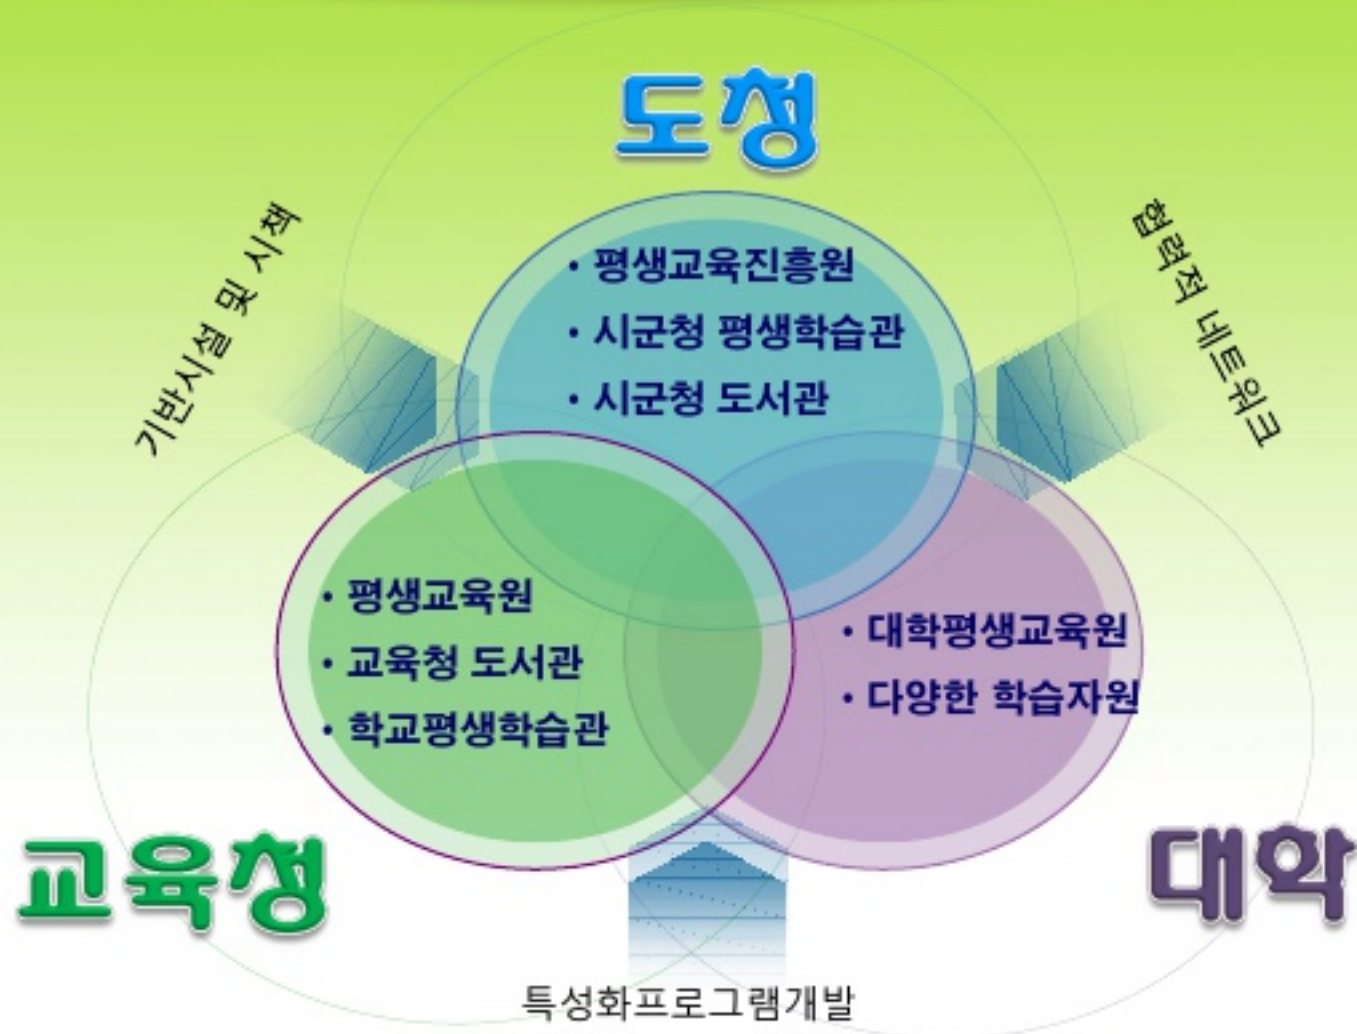 도청
기반시설 및 시책
협력적 네트워크
• 평생교육진흥원
• 시군청 평생학습관
• 시군청 도서관
• 평생교육원
• 교육청 도서관
• 학교평생학습관
• 대학평생교육원
• 다양한 학습자원
교육청
대학
특성화프로그램개발